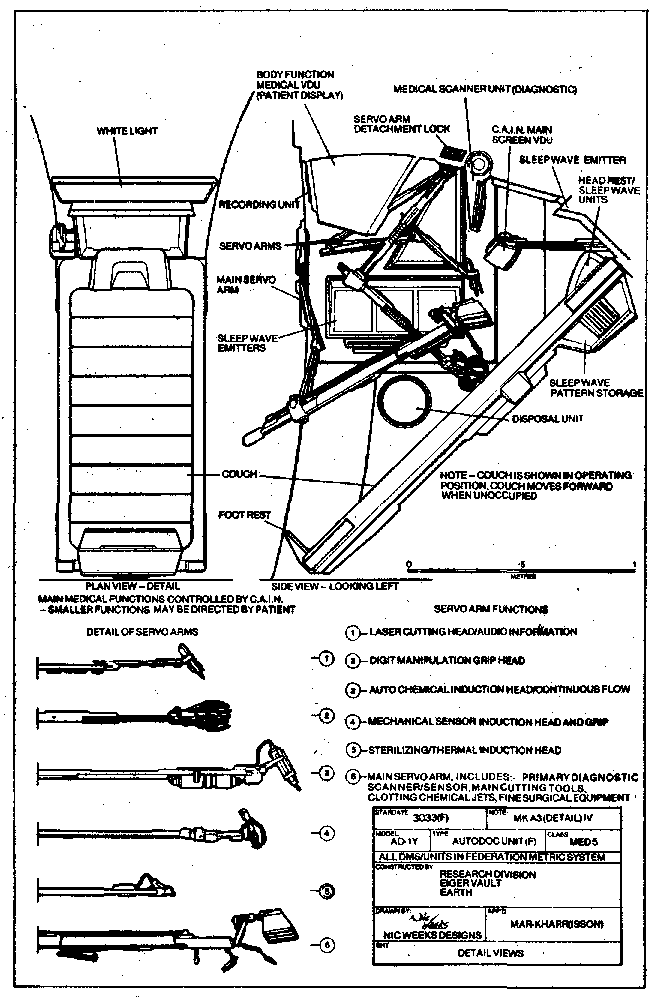 BODY FUNCTION
MEDICAL VDU
(PATIENT DISPLAY)
MEDICAL SCANNER UNIT (DIAGNOSTIC)
SERVO ARM
DETACHMENT LOCK
C.A.I.N. MAIN
SCREEN VDU
WHITE LIGHT
SLEEP WAVE EMITTER
HEAD REST/
SLEEP WAVE
UNITS
RECORDING UNIT
SERVO ARMS
MAIN SERVO
ARM
SLEEP WAVE
EMITTERS
SLEEP WAVE
PATTERN STORAGE
DISPOSAL UNIT
COUCH
NOTE – COUCH IS SHOWN IN OPERATING
POSITION, COUCH MOVES FORWARD
WHEN UNOCCUPIED
FOOT REST
0 ·5 1
METRES
PLAN VIEW – DETAIL
SIDE VIEW – LOOKING LEFT
MAIN MEDICAL FUNCTIONS CONTROLLED BY C.A.I.N.
– SMALLER FUNCTIONS MAY BE DIRECTED BY PATIENT
SERVO ARM FUNCTIONS
DETAIL OF SERVO ARMS
1
2
3
4
5
6
1 – LASER CUTTING HEAD/AUDIO INFORMATION
2 – DIGIT MANIPULATION GRIP HEAD
3 – AUTO CHEMICAL INDUCTION HEAD/CONTINUOUS FLOW
4 – MECHANICAL SENSOR INDUCTION HEAD AND GRIP
5 – STERILIZING/THERMAL INDUCTION HEAD
6 – MAIN SERVO ARM, INCLUDES:- PRIMARY DIAGNOSTIC
SCANNER/SENSOR, MAIN CUTTING TOOLS,
CLOTTING CHEMICAL JETS, FINE SURGICAL EQUIPMENT
STARDATE 3033(F) NOTE: MK A3 (DETAIL) IV
MODEL AD-1Y TYPE AUTODOC UNIT (F) CLASS MED 5
ALL DMS/UNITS IN FEDERATION METRIC SYSTEM
CONSTRUCTED BY
RESEARCH DIVISION
EIGER VAULT
EARTH
DRAWN BY:
Nic Weeks
NIC WEEKS DESIGNS
APP'D
MAR-KHARR(ISSON)
SHT
DETAIL VIEWS